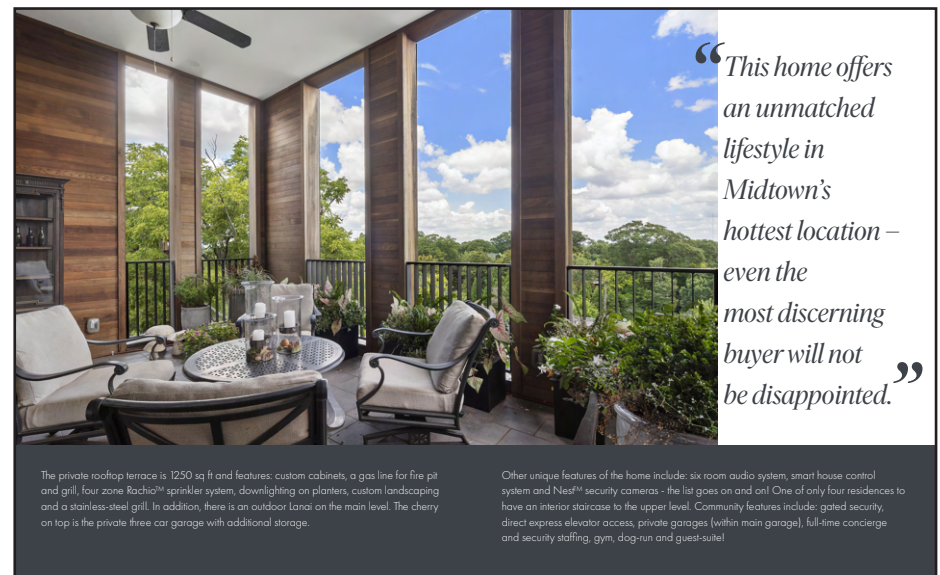 “This home offers
an unmatched
lifestyle in
Midtown’s
hottest location –
even the
most discerning
buyer will not
be disappointed.”
The private rooftop terrace is 1250 sq ft and features: custom cabinets, a gas line for fire pit
and grill, four zone Rachio™ sprinkler system, downlighting on planters, custom landscaping
and a stainless-steel grill. In addition, there is an outdoor Lanai on the main level. The cherry
on top is the private three car garage with additional storage.
Other unique features of the home include: six room audio system, smart house control
system and Nest™ security cameras - the list goes on and on! One of only four residences to
have an interior staircase to the upper level. Community features include: gated security,
direct express elevator access, private garages (within main garage), full-time concierge
and security staffing, gym, dog-run and guest-suite!